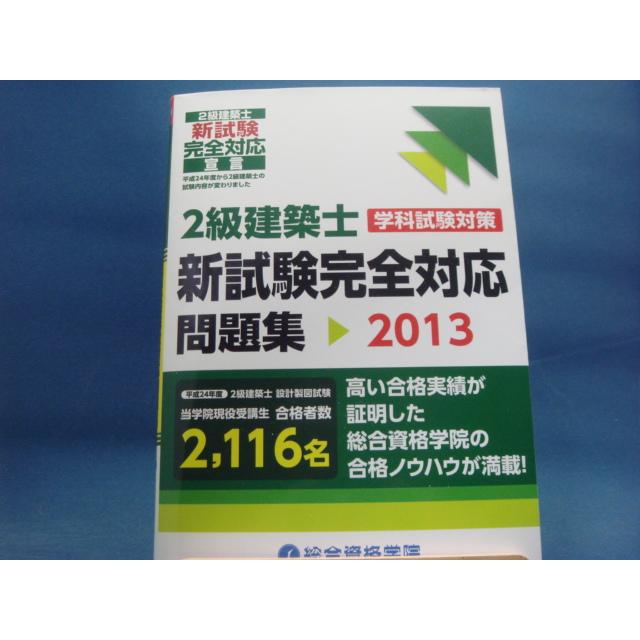 2級建築士
新試験
完全対応
宣言
平成24年度から2級建築士の
試験内容が変わりました
2級建築士 学科試験対策
新試験完全対応
問題集 ▶ 2013
平成24年度 2級建築士 設計製図試験
当学院現役受講生 合格者数
2,116名
高い合格実績が
証明した
総合資格学院の
合格ノウハウが満載!
総合資格学院